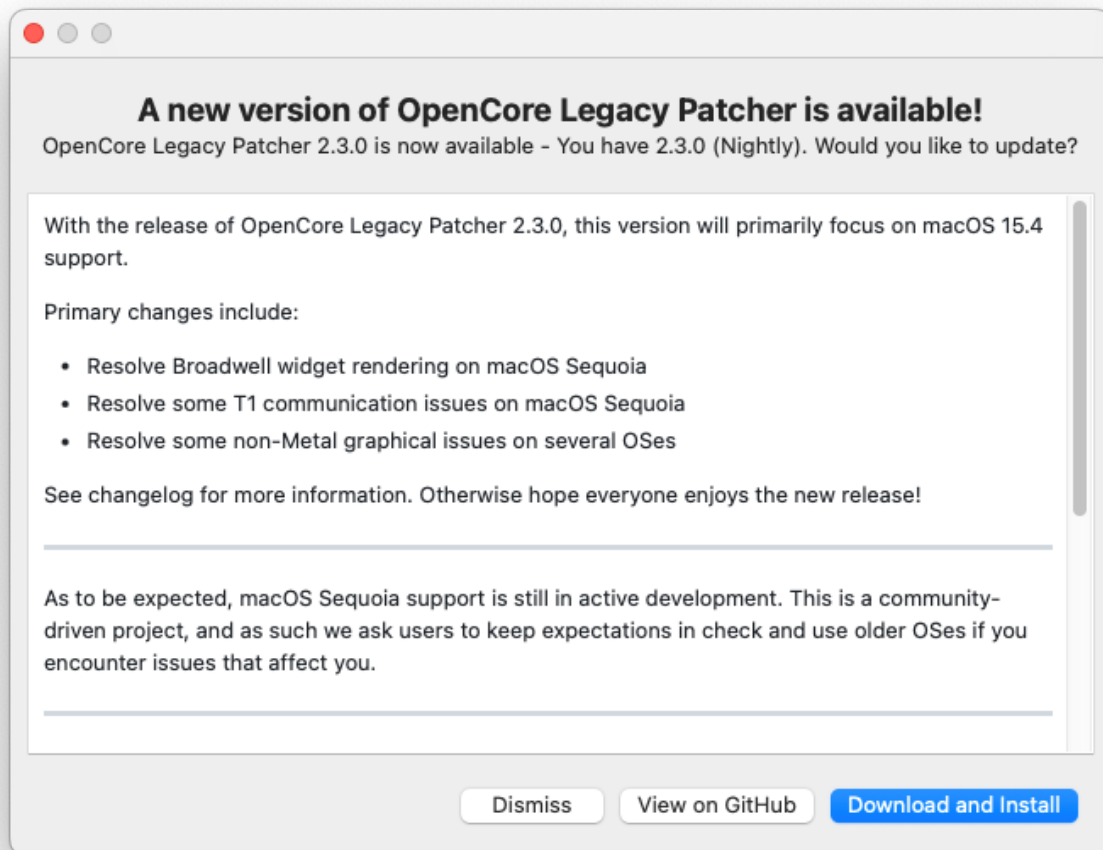 A new version of OpenCore Legacy Patcher is available!
OpenCore Legacy Patcher 2.3.0 is now available - You have 2.3.0 (Nightly). Would you like to update?
With the release of OpenCore Legacy Patcher 2.3.0, this version will primarily focus on macOS 15.4
support.
Primary changes include:
• Resolve Broadwell widget rendering on macOS Sequoia
• Resolve some T1 communication issues on macOS Sequoia
• Resolve some non-Metal graphical issues on several OSes
See changelog for more information. Otherwise hope everyone enjoys the new release!
As to be expected, macOS Sequoia support is still in active development. This is a community-
driven project, and as such we ask users to keep expectations in check and use older OSes if you
encounter issues that affect you.
Dismiss View on GitHub Download and Install